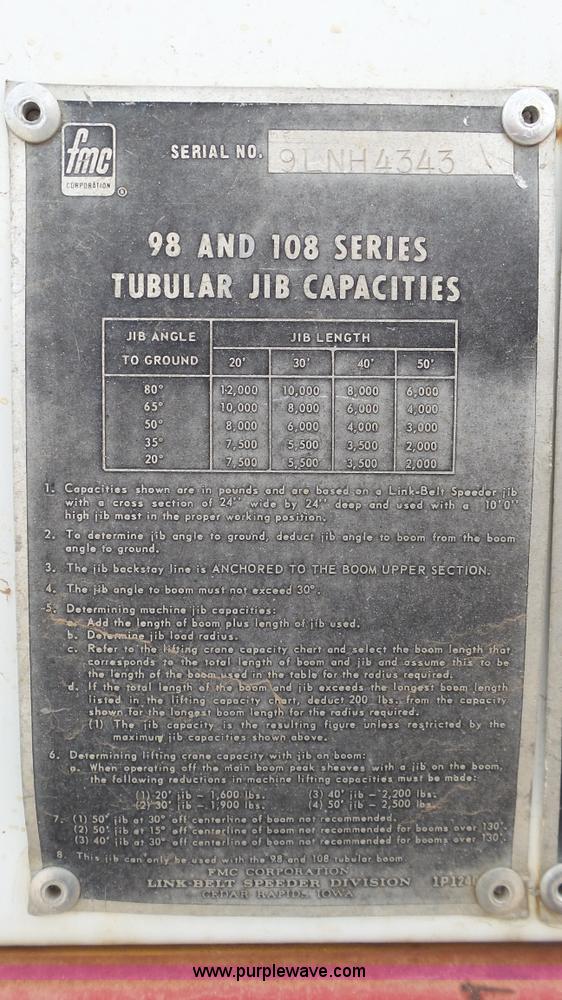 fmc
CORPORATION ®
SERIAL NO. 9LNH4343
98 AND 108 SERIES
TUBULAR JIB CAPACITIES
JIB ANGLE JIB LENGTH
TO GROUND 20' 30' 40' 50'
80° 12,000 10,000 8,000 6,000
65° 10,000 8,000 6,000 4,000
50° 8,000 6,000 4,000 3,000
35° 7,500 5,500 3,500 2,000
20° 7,500 5,500 3,500 2,000
1. Capacities shown are in pounds and are based on a Link-Belt Speeder jib
with a cross section of 24" wide by 24" deep and used with a 10'0"
high jib mast in the proper working position.
2. To determine jib angle to ground, deduct jib angle to boom from the boom
angle to ground.
3. The jib backstay line is ANCHORED TO THE BOOM UPPER SECTION.
4. The jib angle to boom must not exceed 30°.
5. Determining machine jib capacities:
a. Add the length of boom plus length of jib used.
b. Determine jib load radius.
c. Refer to the lifting crane capacity chart and select the boom length that
corresponds to the total length of boom and jib and assume this to be
the length of the boom used in the table for the radius required.
d. If the total length of the boom and jib exceeds the longest boom length
listed in the lifting capacity chart, deduct 200 lbs. from the capacity
shown for the longest boom length for the radius required.
(1) The jib capacity is the resulting figure unless restricted by the
maximum jib capacities shown above.
6. Determining lifting crane capacity with jib on boom:
a. When operating off the main boom peak sheaves with a jib on the boom,
the following reductions in machine lifting capacities must be made:
(1) 20' jib – 1,600 lbs. (3) 40' jib – 2,200 lbs.
(2) 30' jib – 1,900 lbs. (4) 50' jib – 2,500 lbs.
7. (1) 50' jib at 30° off centerline of boom not recommended.
(2) 50' jib at 15° off centerline of boom not recommended for booms over 130'.
(3) 40' jib at 30° off centerline of boom not recommended for booms over 130'.
8. This jib can only be used with the 98 and 108 tubular boom.
FMC CORPORATION
LINK-BELT SPEEDER DIVISION
CEDAR RAPIDS, IOWA
www.purplewave.com